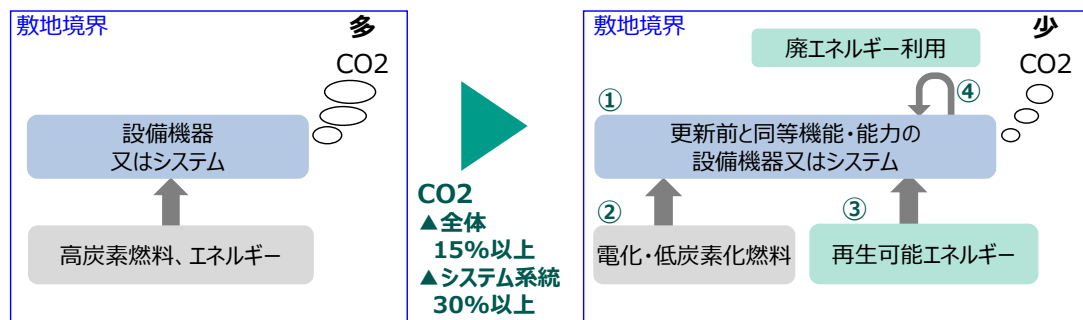 敷地境界
多
CO2
設備機器
又はシステム
高炭素燃料、エネルギー
CO2
▲全体
15%以上
▲システム系統
30%以上
敷地境界
少
廃エネルギー利用
CO2
①
④
更新前と同等機能・能力の
設備機器又はシステム
②
③
電化・低炭素化燃料
再生可能エネルギー